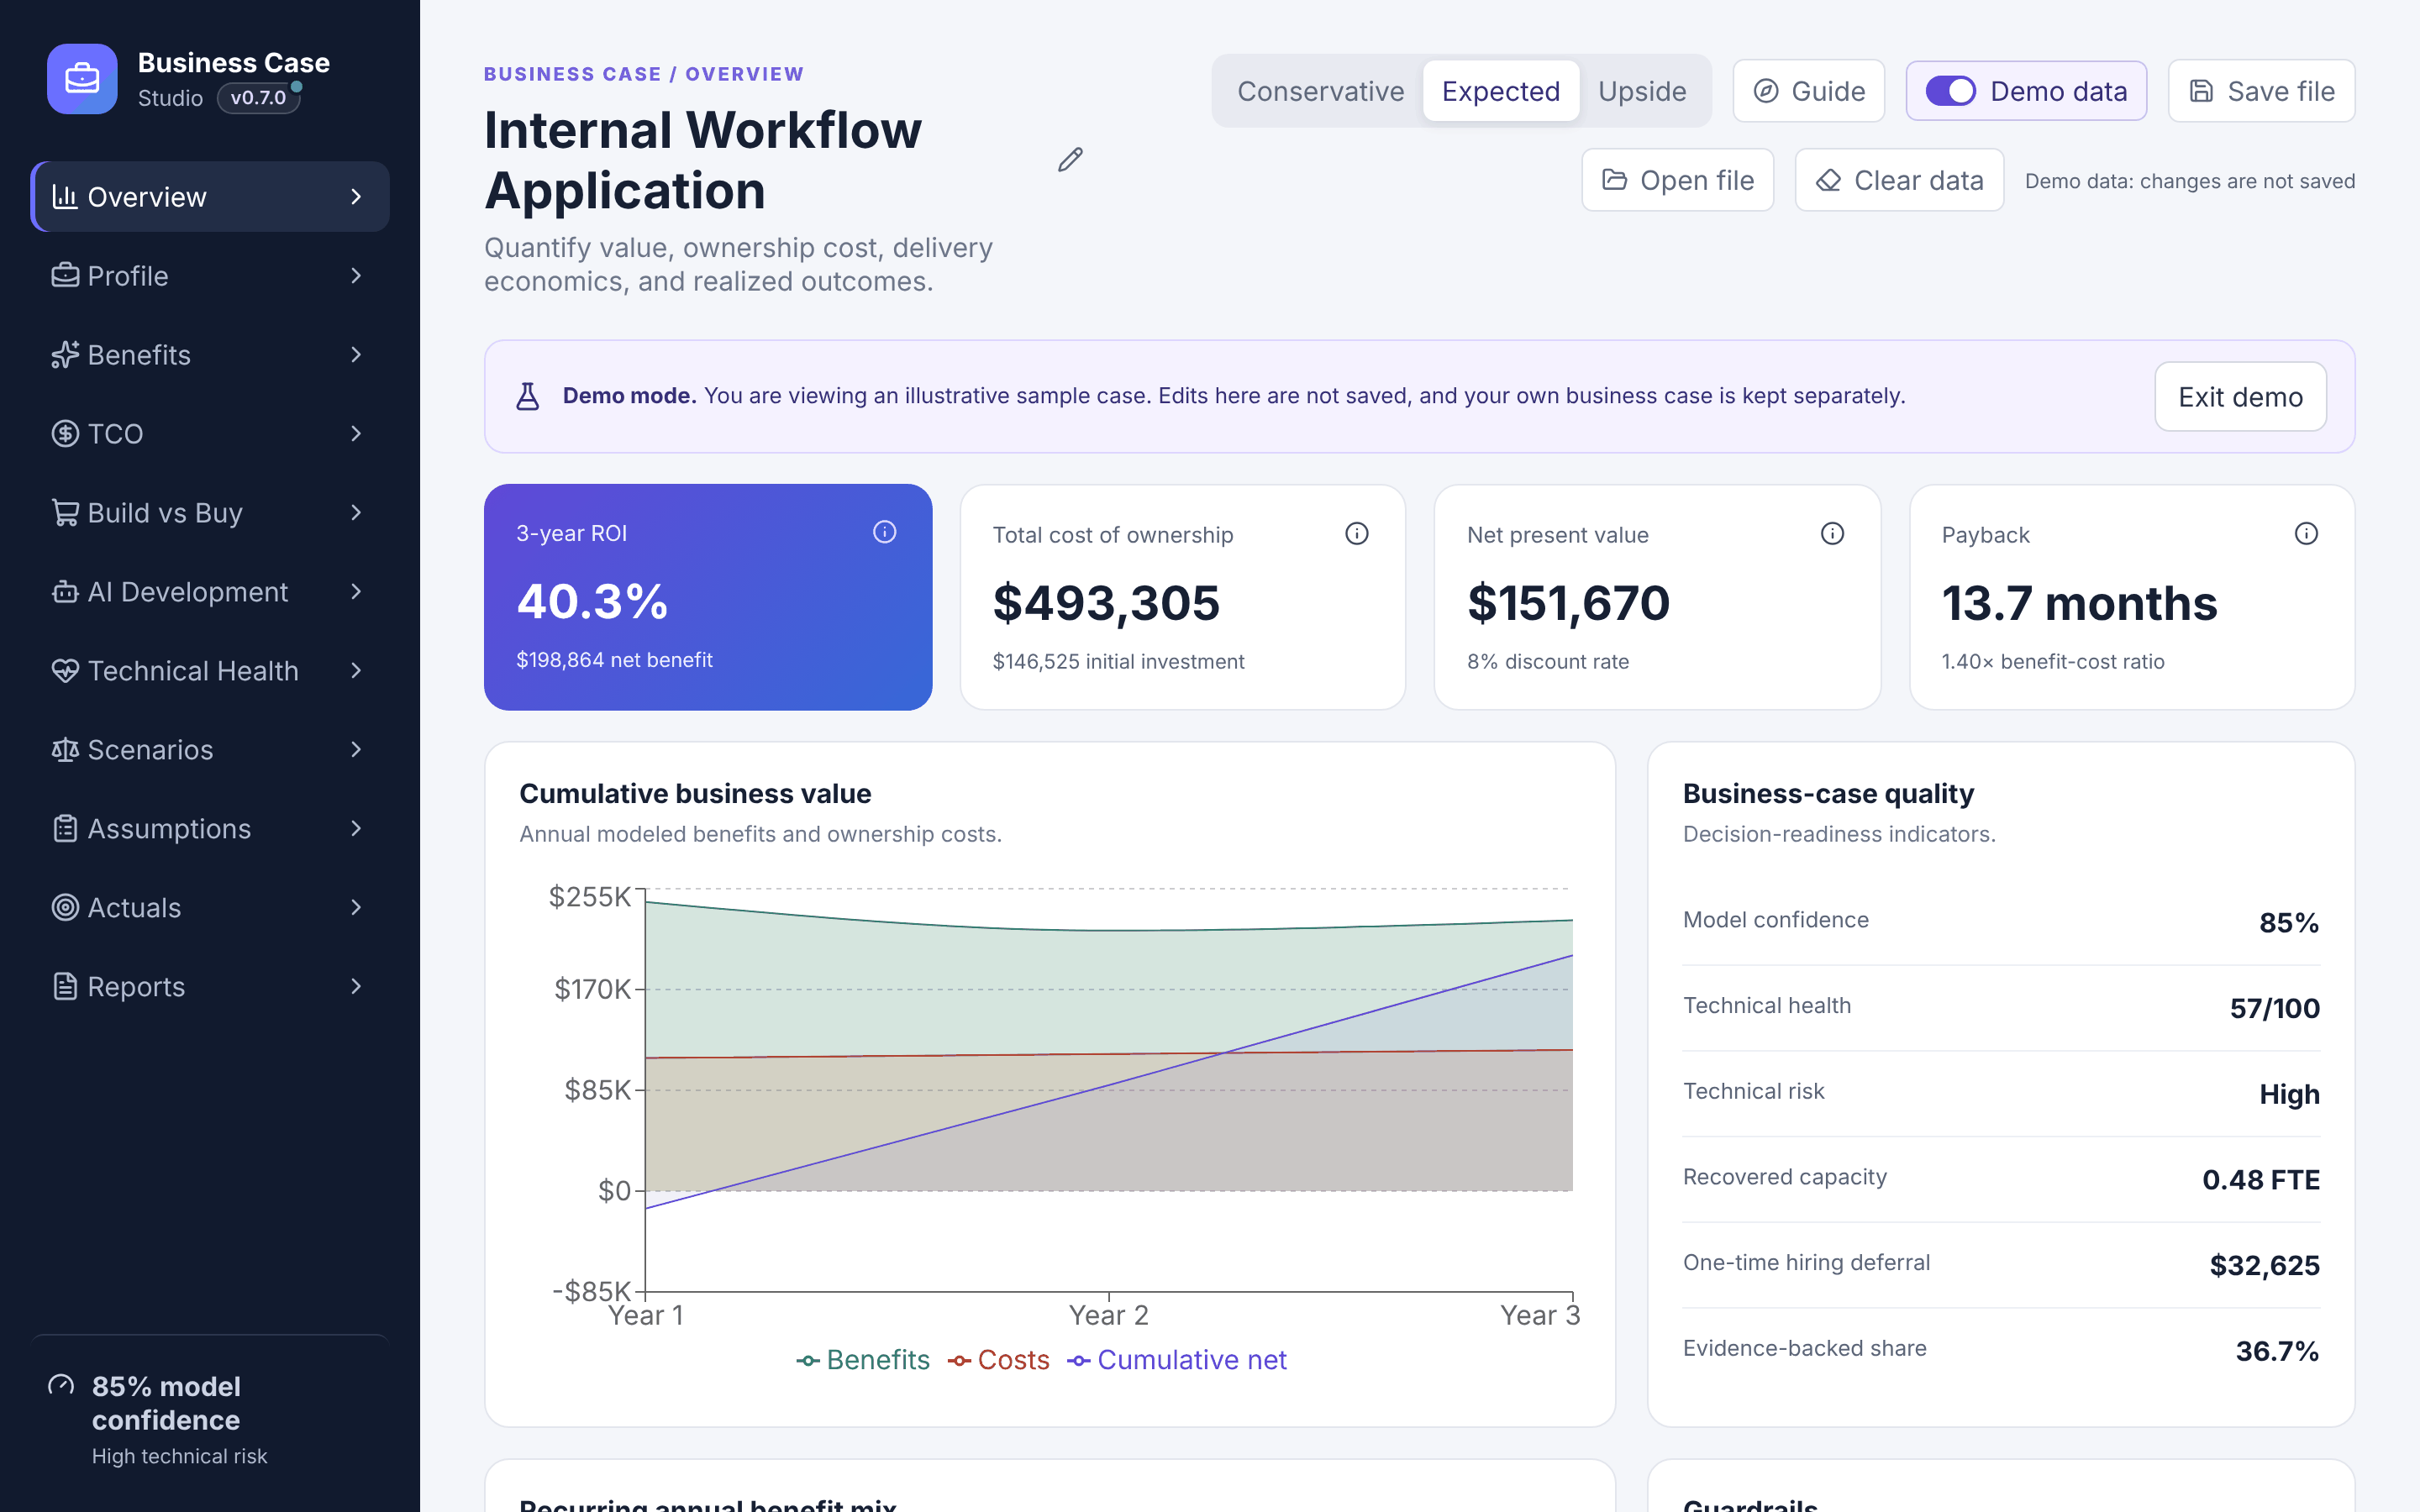 Business Case
Studio v0.7.0
Overview
Profile
Benefits
TCO
Build vs Buy
AI Development
Technical Health
Scenarios
Assumptions
Actuals
Reports
85% model
confidence
High technical risk
BUSINESS CASE / OVERVIEW
Internal Workflow
Application
Quantify value, ownership cost, delivery
economics, and realized outcomes.
Conservative Expected Upside Guide Demo data Save file
Open file Clear data Demo data: changes are not saved
Demo mode. You are viewing an illustrative sample case. Edits here are not saved, and your own business case is kept separately. Exit demo
3-year ROI
40.3%
$198,864 net benefit
Total cost of ownership
$493,305
$146,525 initial investment
Net present value
$151,670
8% discount rate
Payback
13.7 months
1.40× benefit-cost ratio
Cumulative business value
Annual modeled benefits and ownership costs.
$255K
$170K
$85K
$0
-$85K
Year 1 Year 2 Year 3
Benefits Costs Cumulative net
Business-case quality
Decision-readiness indicators.
Model confidence 85%
Technical health 57/100
Technical risk High
Recovered capacity 0.48 FTE
One-time hiring deferral $32,625
Evidence-backed share 36.7%
Recurring annual benefit mix
Guardrails